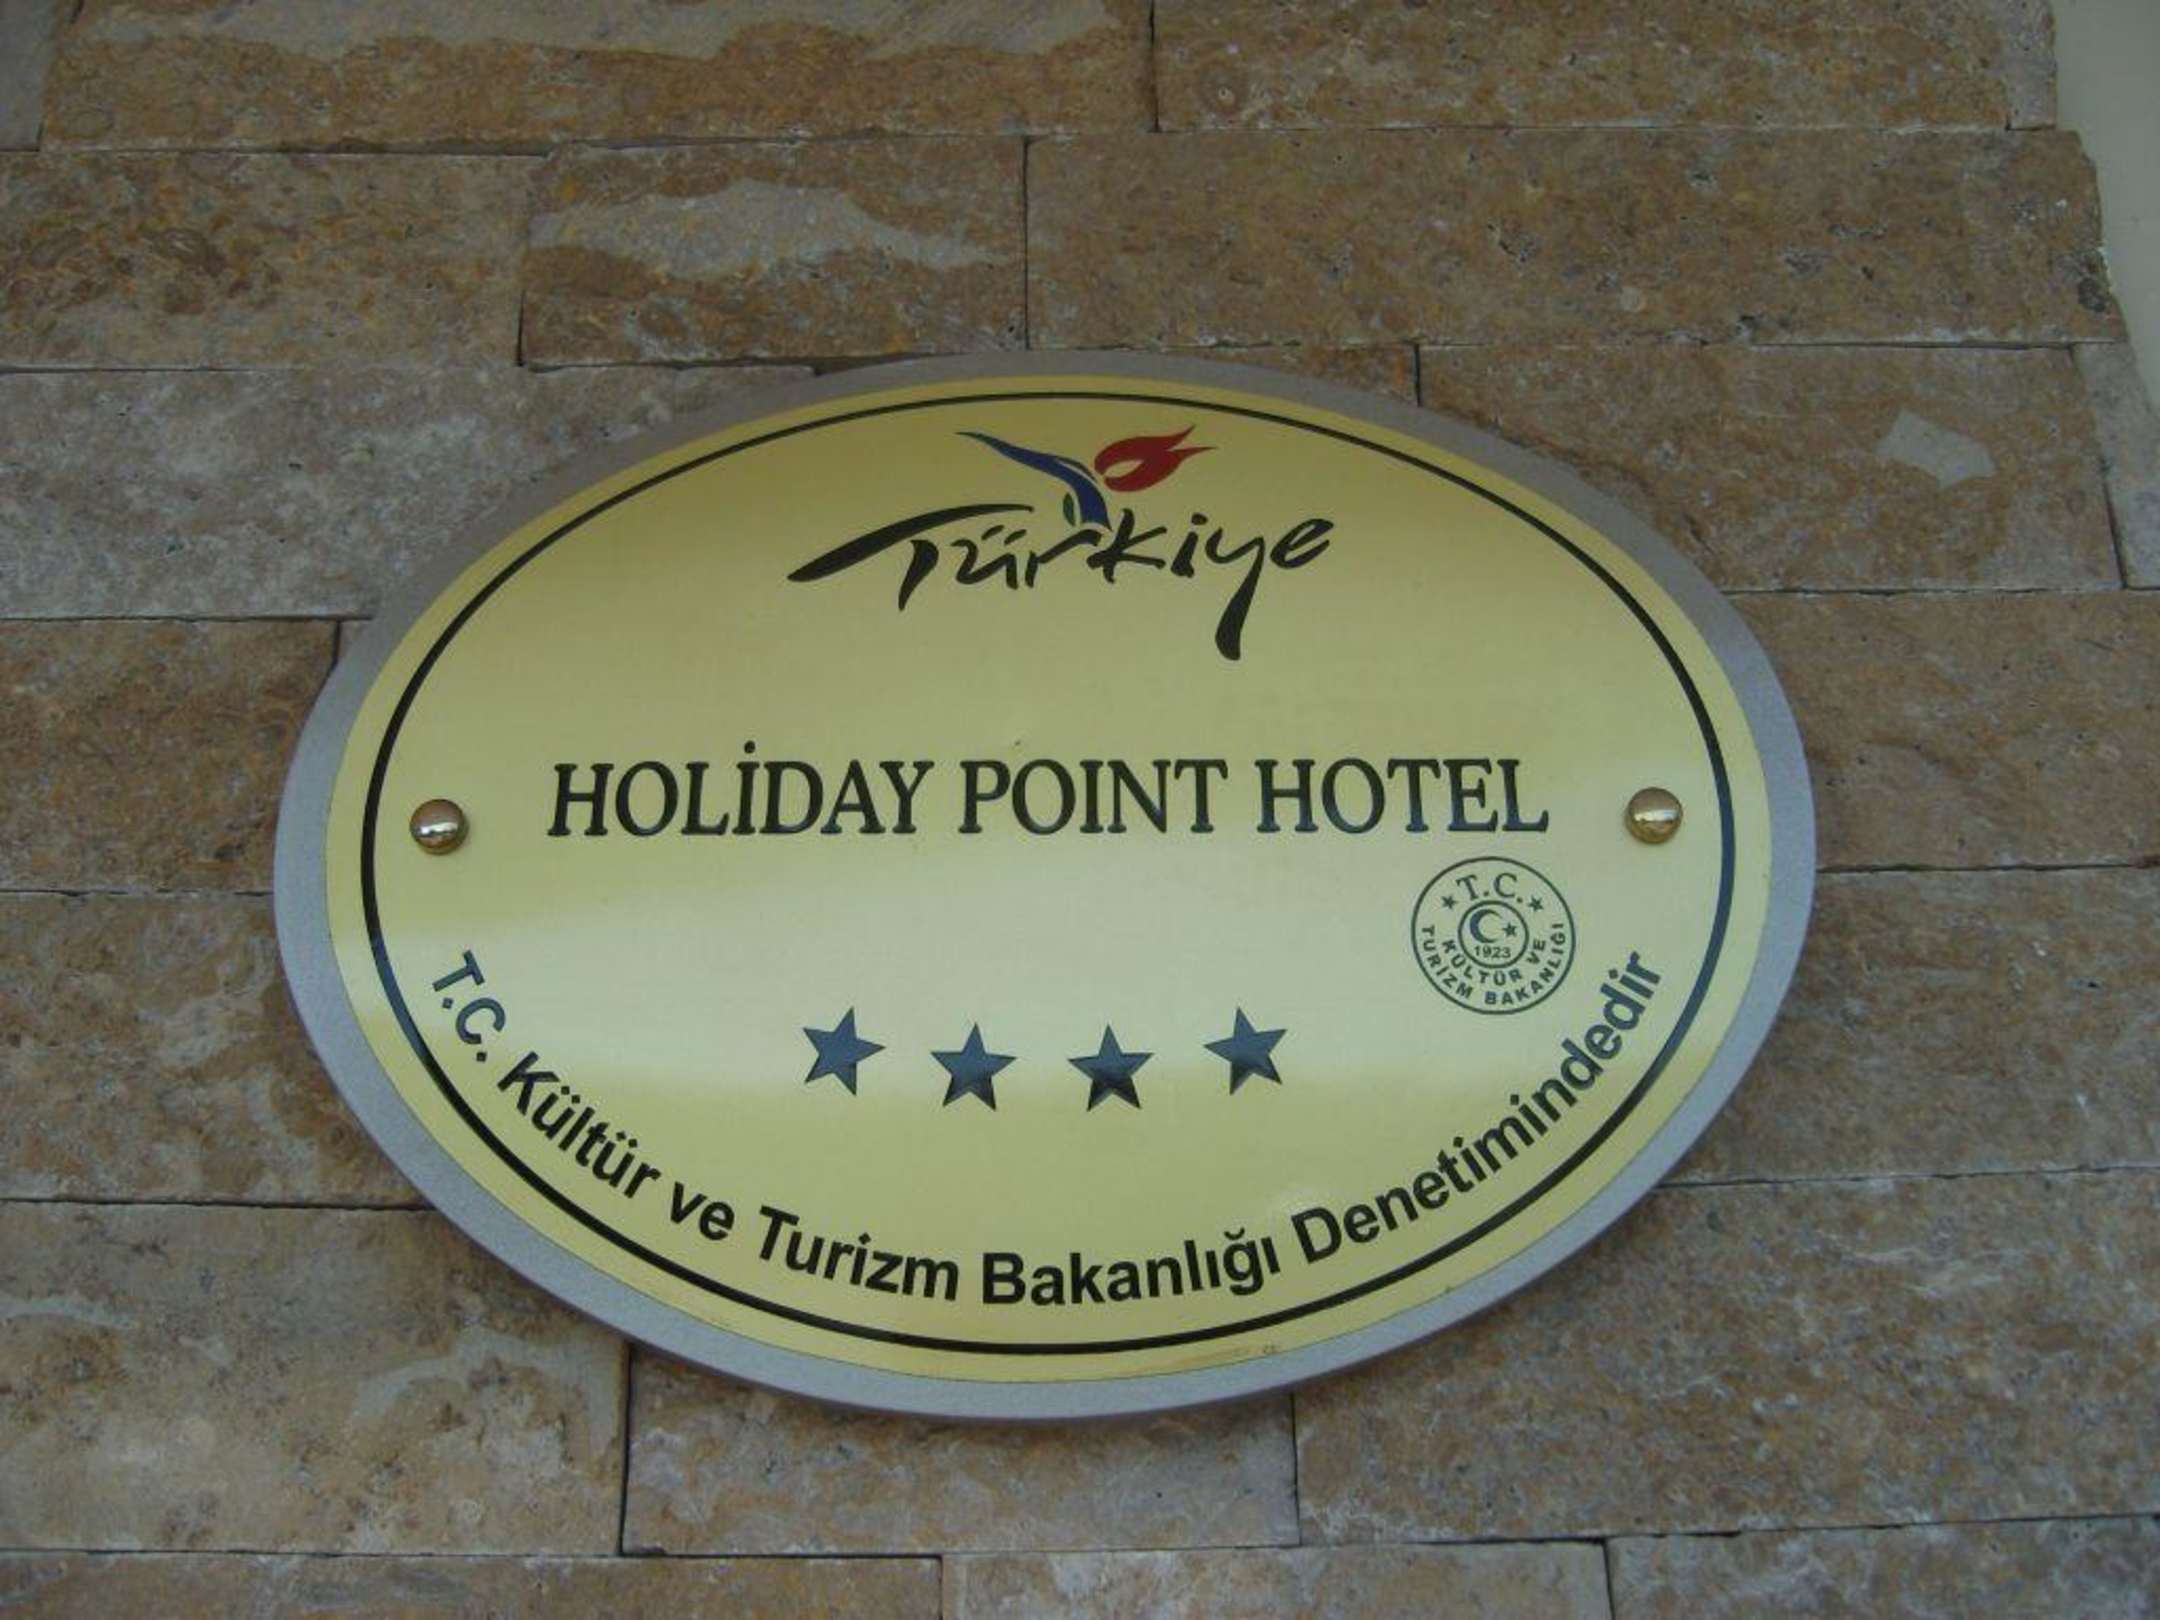 Türkiye
HOLİDAY POINT HOTEL
T.C.
1923
KÜLTÜR VE
TURİZM BAKANLIĞI
T.C. Kültür ve Turizm Bakanlığı Denetimindedir